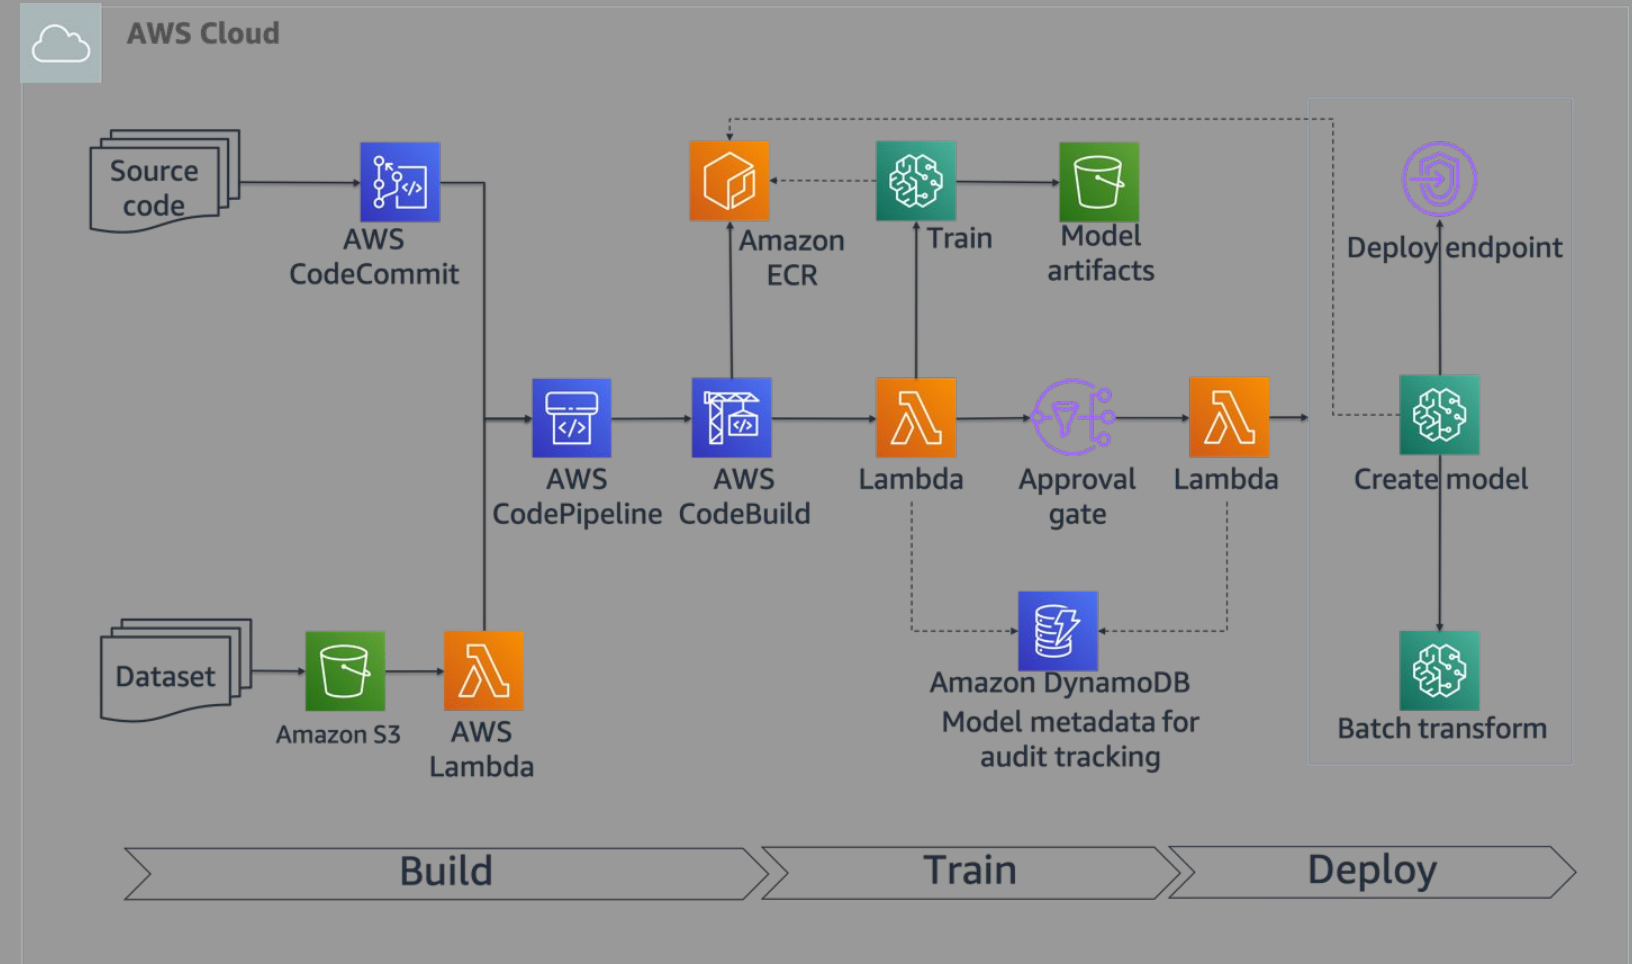 AWS Cloud
Source
code
AWS
CodeCommit
Amazon
ECR
Train
Model
artifacts
Deploy endpoint
AWS
CodePipeline
AWS
CodeBuild
Lambda
Approval
gate
Lambda
Create model
Dataset
Amazon S3
AWS
Lambda
Amazon DynamoDB
Model metadata for
audit tracking
Batch transform
Build
Train
Deploy